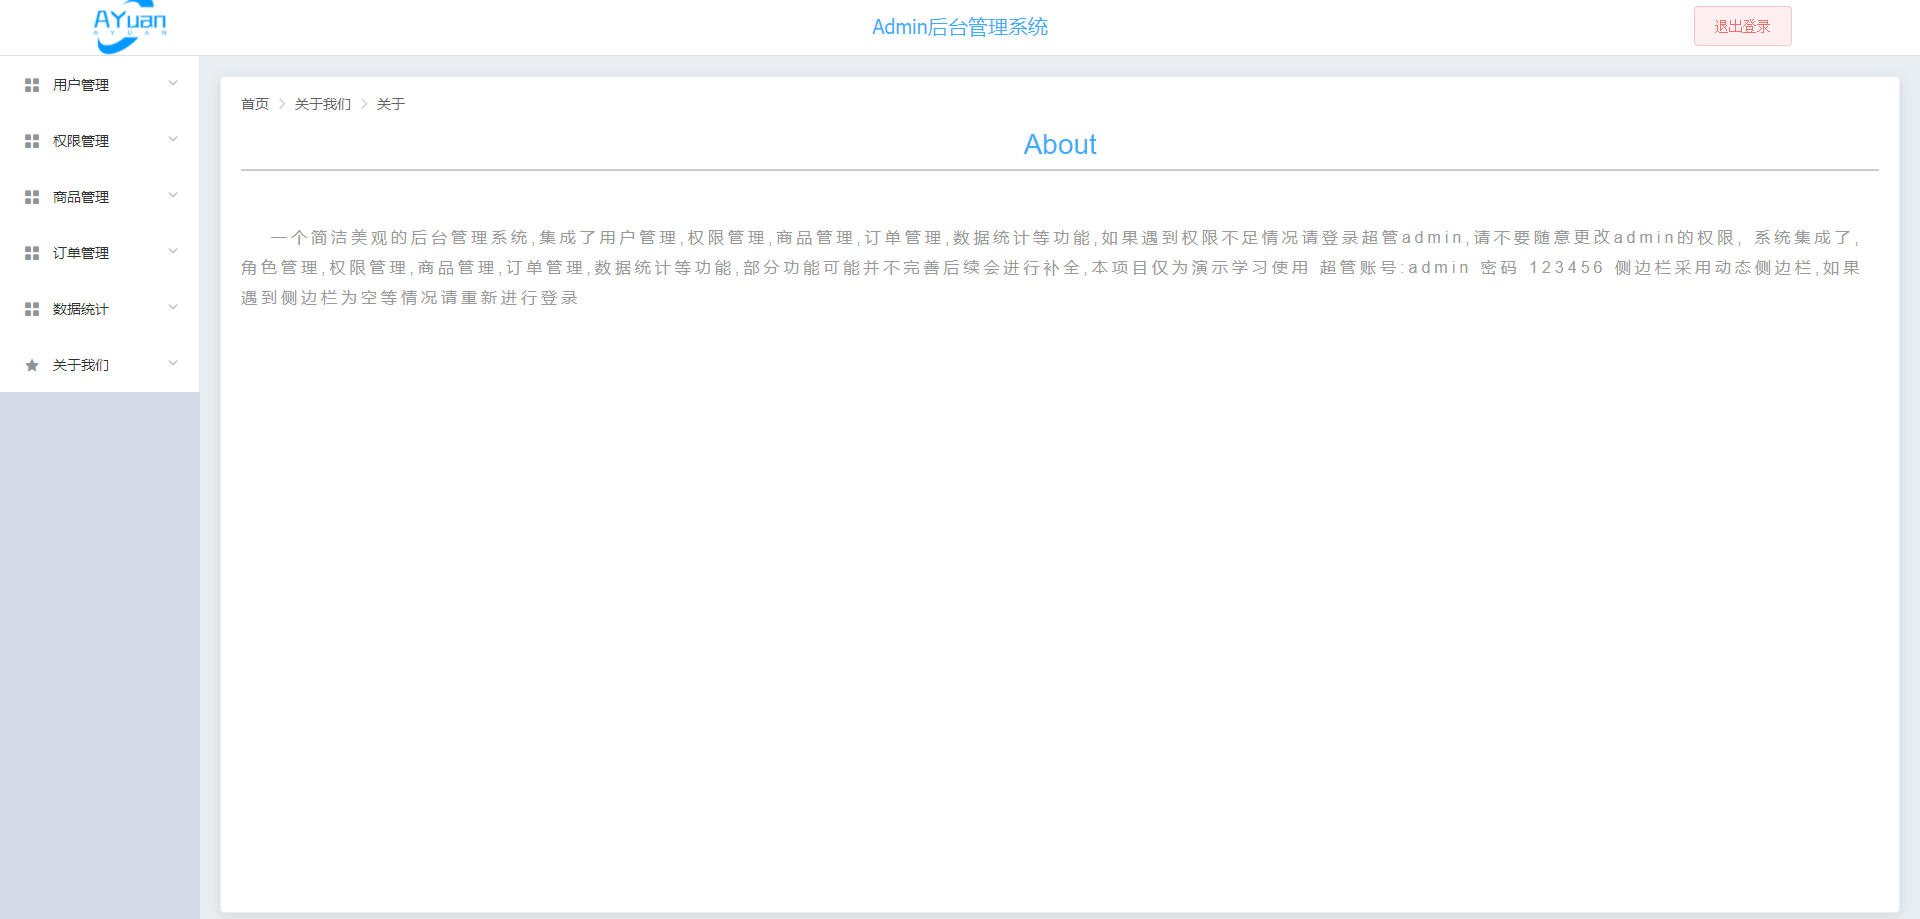 AYuan
AYUAN
Admin后台管理系统
退出登录
用户管理
权限管理
商品管理
订单管理
数据统计
关于我们
首页 关于我们 关于
About
一个简洁美观的后台管理系统,集成了用户管理,权限管理,商品管理,订单管理,数据统计等功能,如果遇到权限不足情况请登录超管admin,请不要随意更改admin的权限, 系统集成了,
角色管理,权限管理,商品管理,订单管理,数据统计等功能,部分功能可能并不完善后续会进行补全,本项目仅为演示学习使用 超管账号:admin 密码 123456 侧边栏采用动态侧边栏,如果
遇到侧边栏为空等情况请重新进行登录